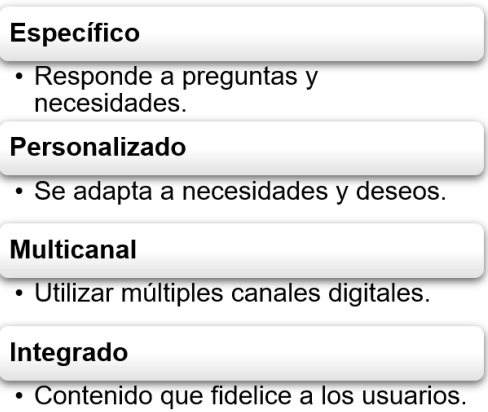 Específico
• Responde a preguntas y
necesidades.
Personalizado
• Se adapta a necesidades y deseos.
Multicanal
• Utilizar múltiples canales digitales.
Integrado
• Contenido que fidelice a los usuarios.